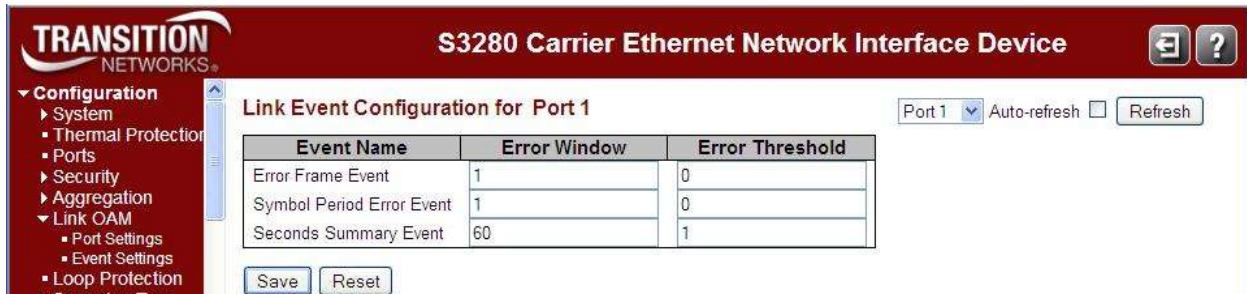 TRANSITION
NETWORKS®
S3280 Carrier Ethernet Network Interface Device
?
Configuration
System
Thermal Protection
Ports
Security
Aggregation
Link OAM
Port Settings
Event Settings
Loop Protection
Link Event Configuration for Port 1
Port 1 Auto-refresh Refresh
Event Name Error Window Error Threshold
Error Frame Event 1 0
Symbol Period Error Event 1 0
Seconds Summary Event 60 1
Save Reset